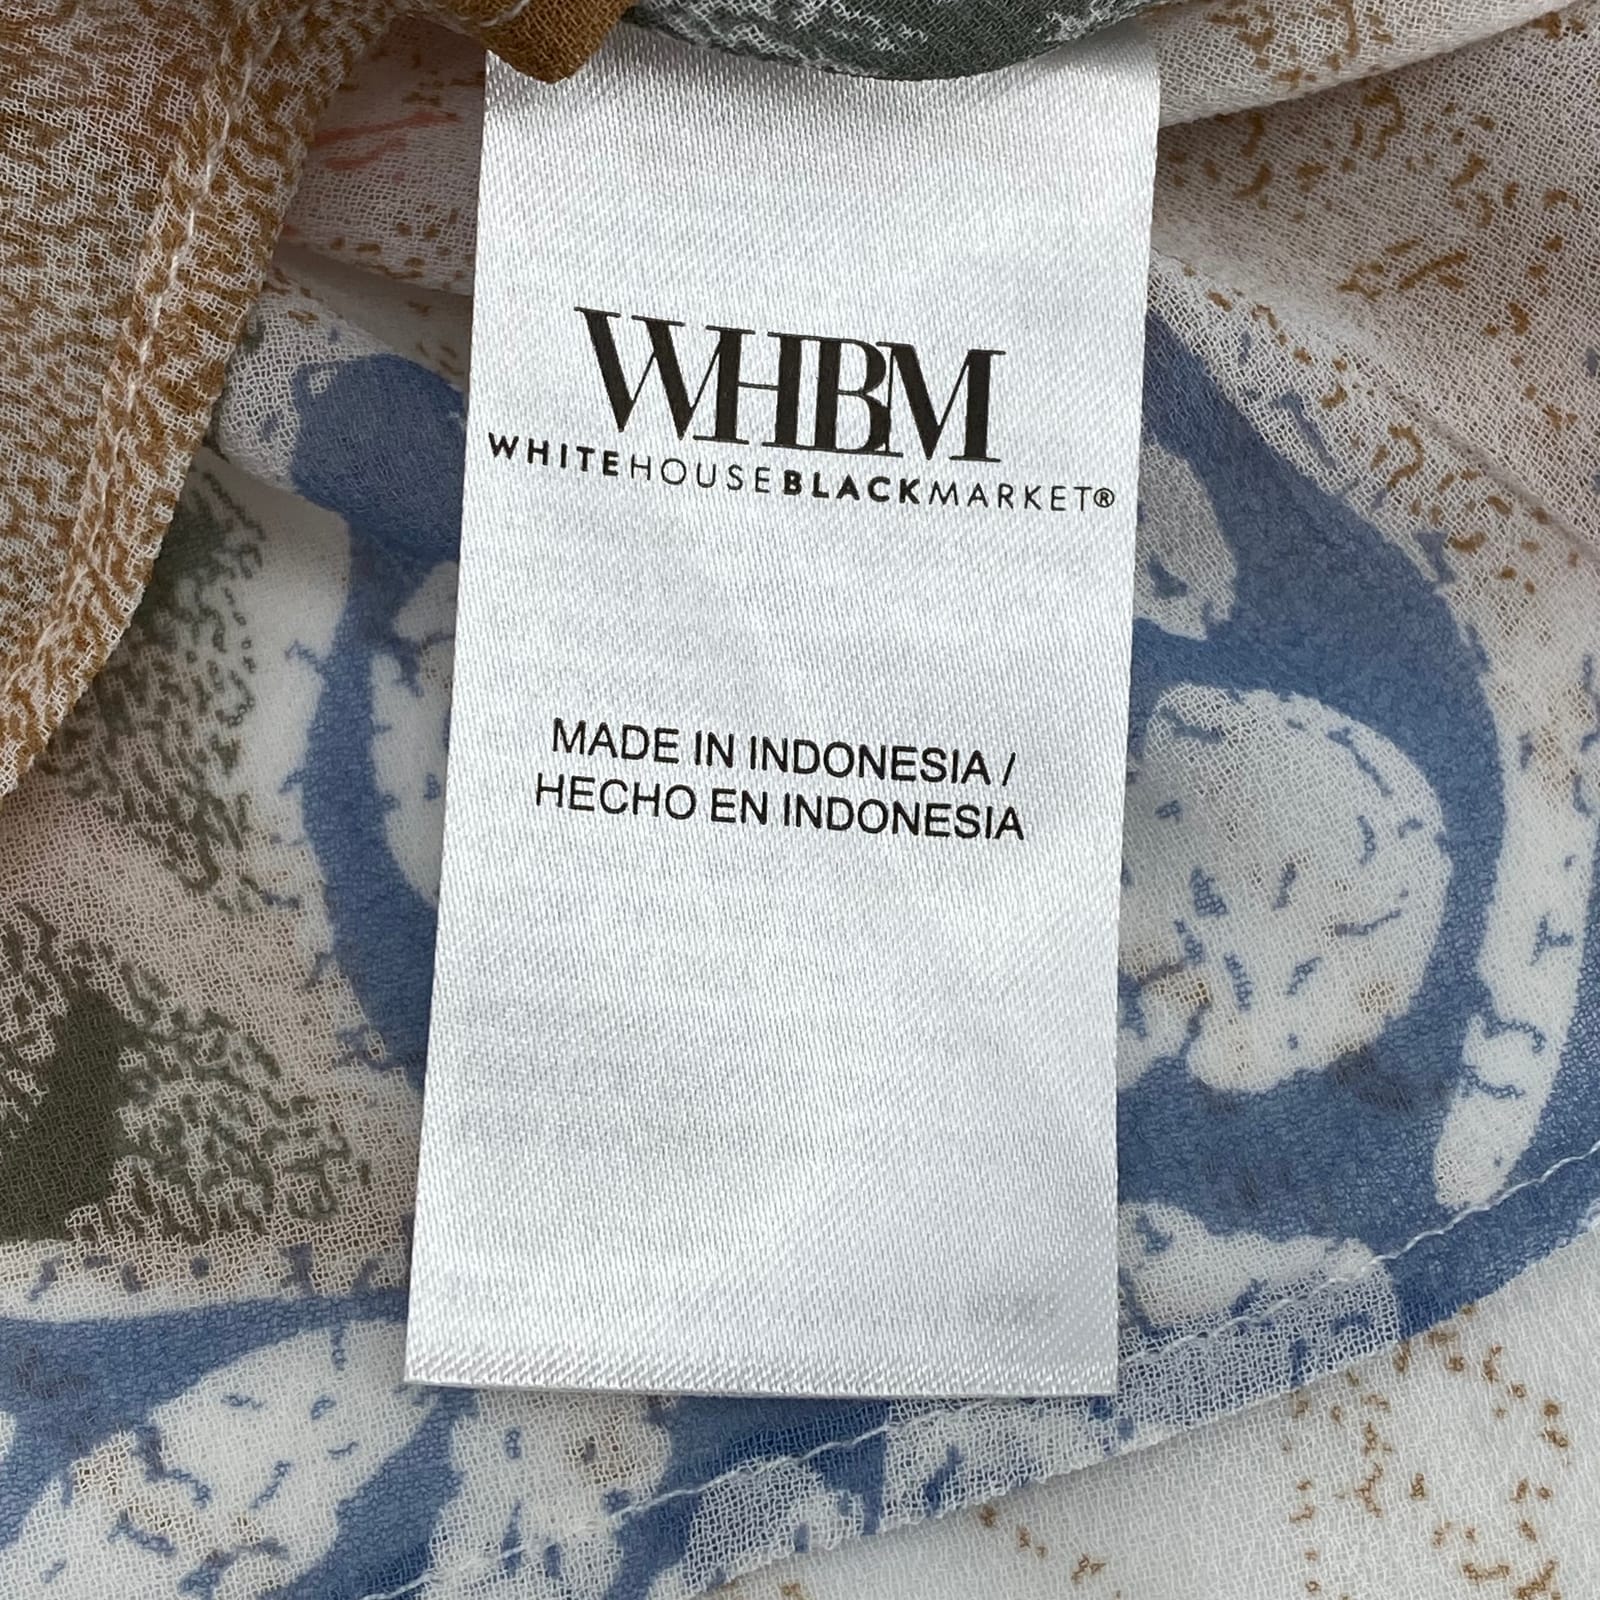 WHBM
WHITEHOUSEBLACKMARKET®
MADE IN INDONESIA /
HECHO EN INDONESIA